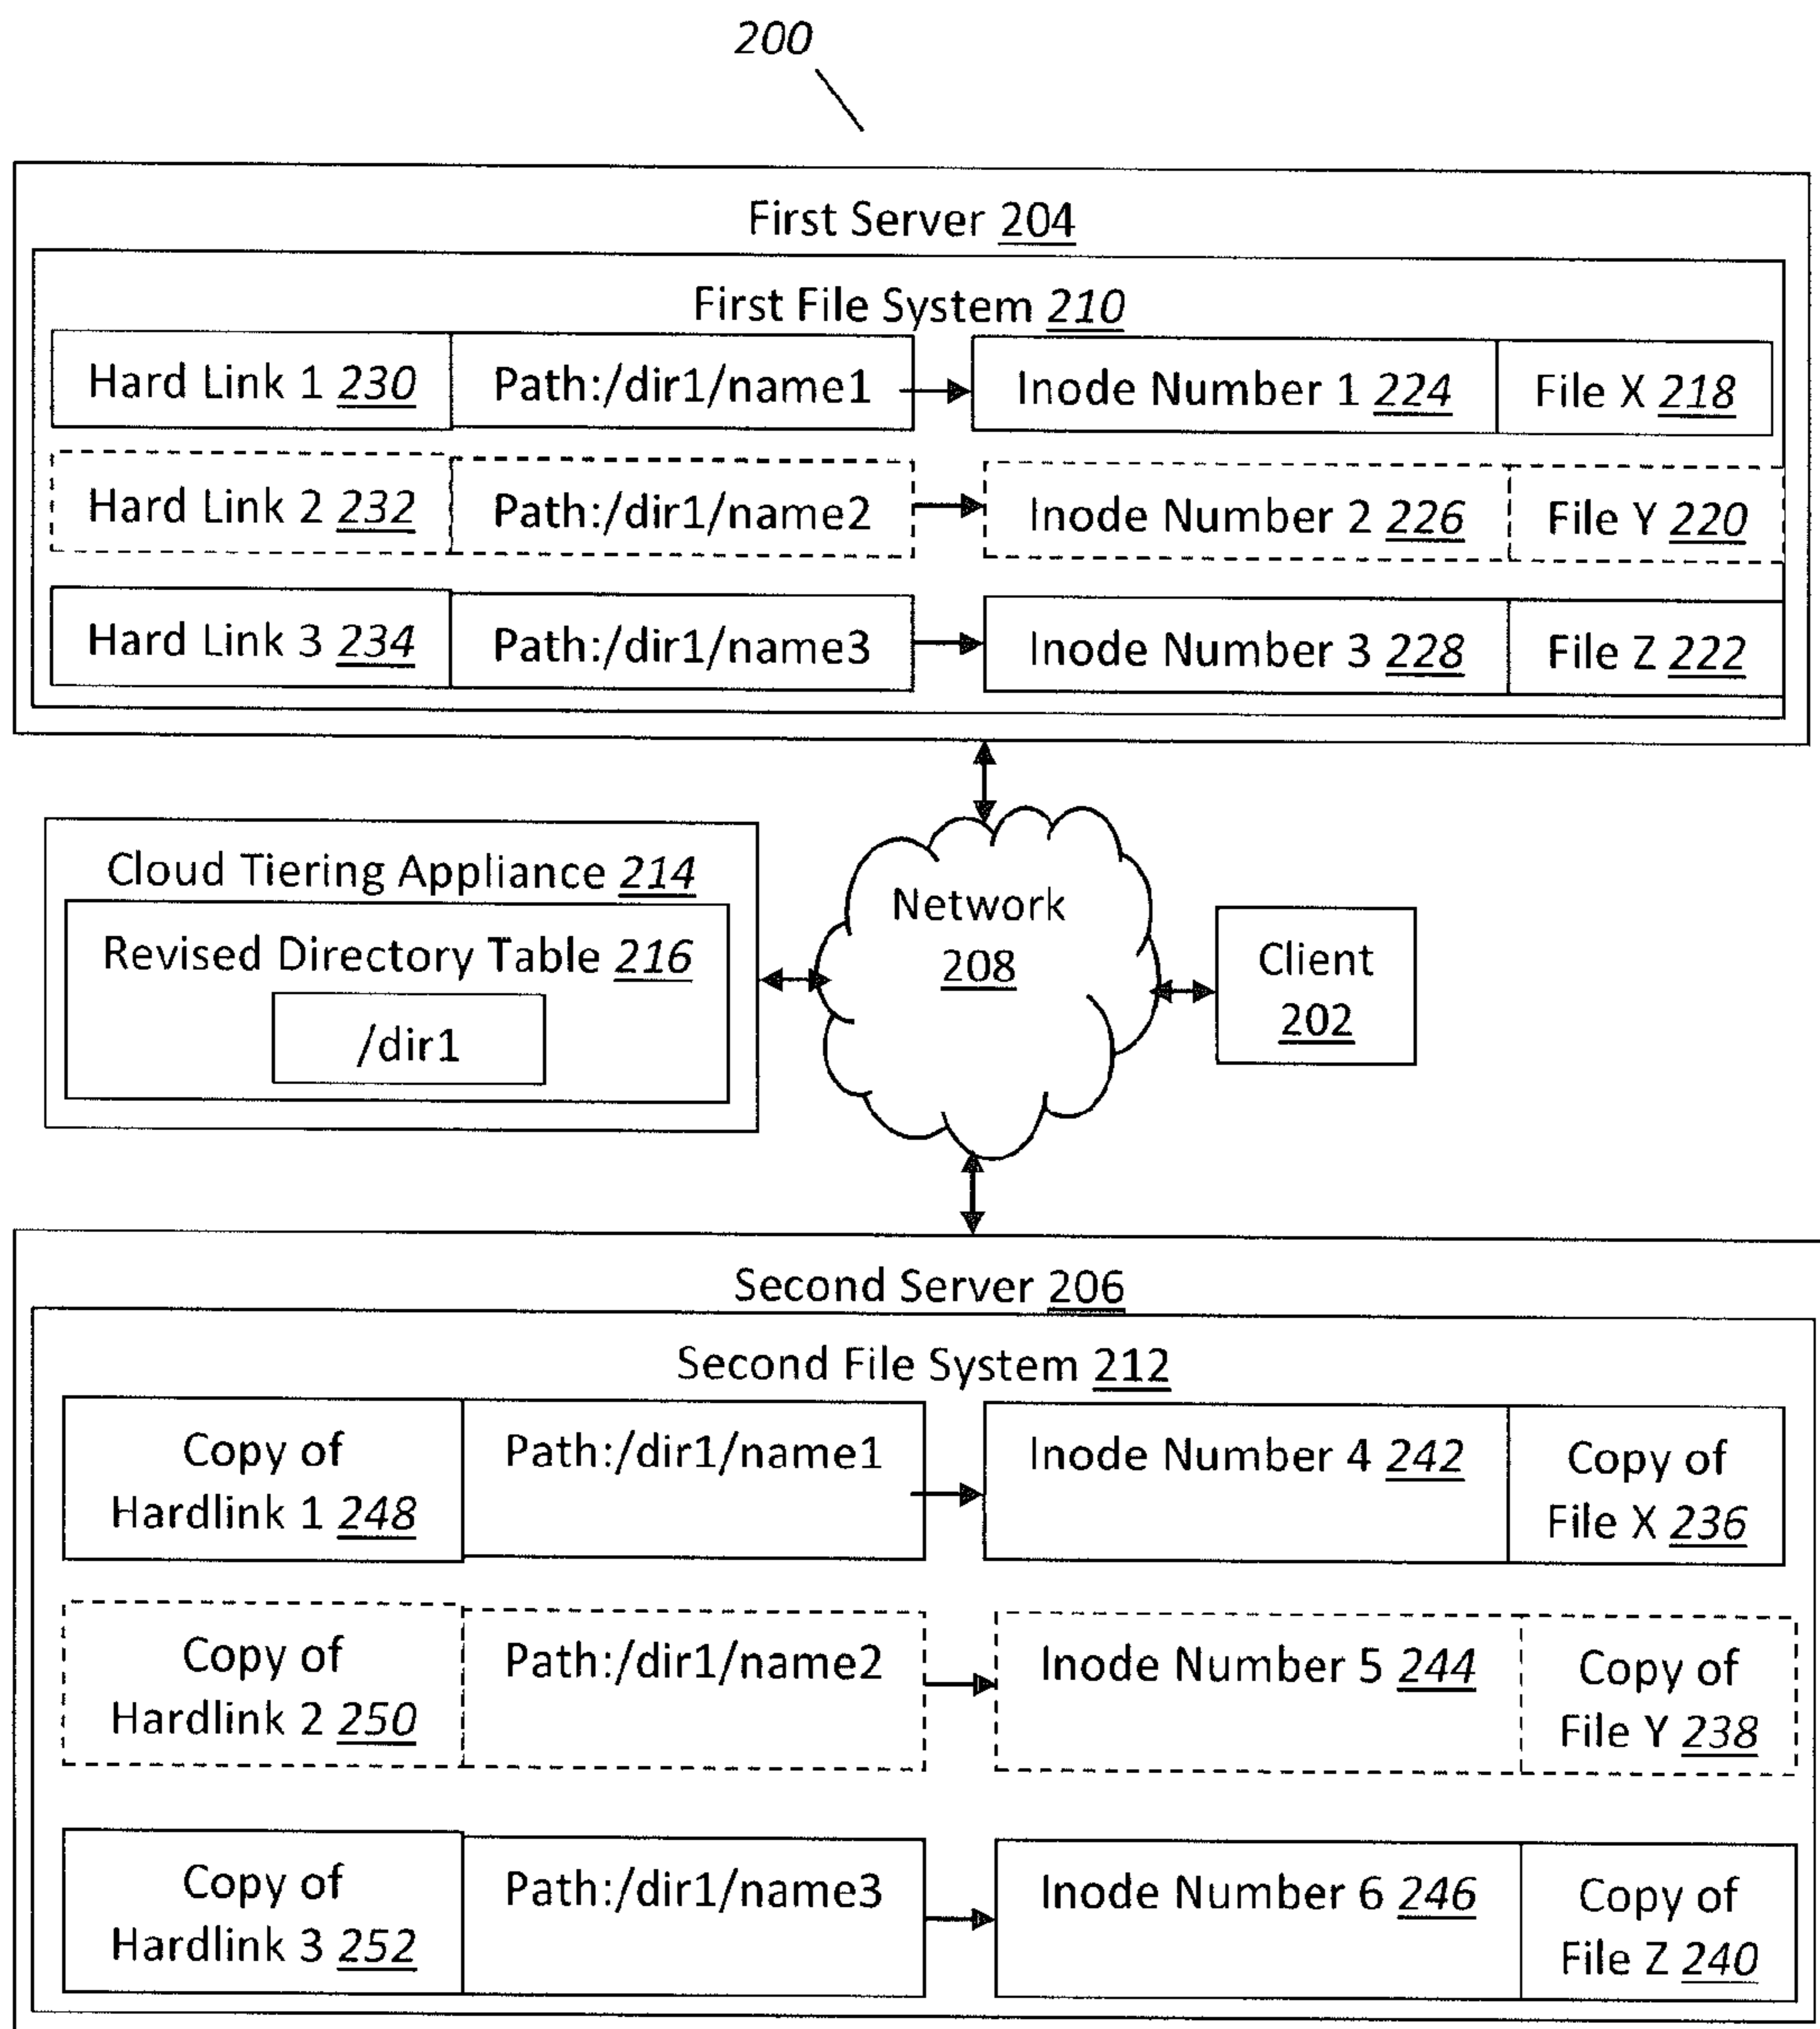 200
First Server 204
First File System 210
Hard Link 1 230 Path:/dir1/name1 Inode Number 1 224 File X 218
Hard Link 2 232 Path:/dir1/name2 Inode Number 2 226 File Y 220
Hard Link 3 234 Path:/dir1/name3 Inode Number 3 228 File Z 222
Cloud Tiering Appliance 214
Revised Directory Table 216
/dir1
Network
208
Client
202
Second Server 206
Second File System 212
Copy of
Hardlink 1 248
Path:/dir1/name1
Inode Number 4 242
Copy of
File X 236
Copy of
Hardlink 2 250
Path:/dir1/name2
Inode Number 5 244
Copy of
File Y 238
Copy of
Hardlink 3 252
Path:/dir1/name3
Inode Number 6 246
Copy of
File Z 240